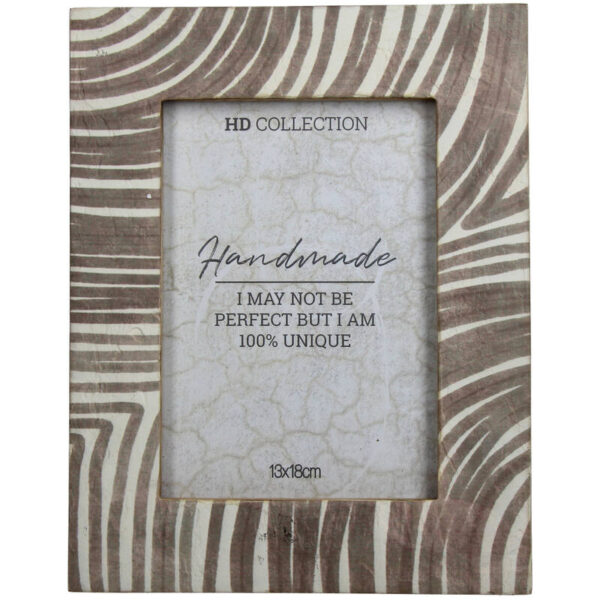 HD COLLECTION
Handmade
I MAY NOT BE
PERFECT BUT I AM
100% UNIQUE
13x18cm